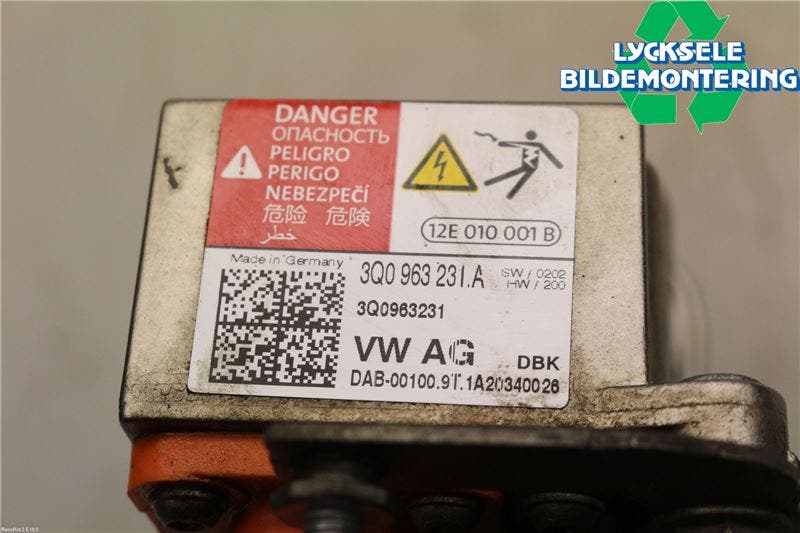 LYCKSELE
BILDEMONTERING
DANGER
ОПАСНОСТЬ
PELIGRO
PERIGO
NEBEZPEČÍ
危险 危険
خطر
12E 010 001 B
Made in Germany
3Q0 963 231.A
SW / 0202
HW / 200
3Q0963231
VW AG
DBK
DAB-00100.9T.1A20340026